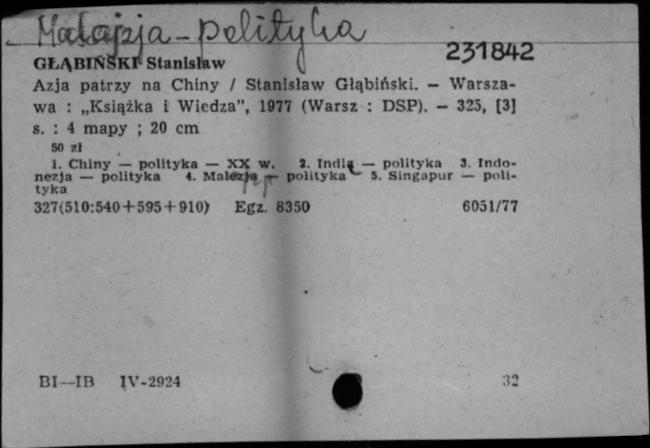 Malajzja - polityka
231842
GŁĄBIŃSKI Stanisław
Azja patrzy na Chiny / Stanisław Głąbiński. — Warsza-
wa : „Książka i Wiedza”, 1977 (Warsz : DSP). — 325, [3]
s. : 4 mapy ; 20 cm
50 zł
1. Chiny — polityka — XX w. 2. Indie — polityka 3. Indo-
nezja — polityka 4. Malezja — polityka 5. Singapur — poli-
tyka
327(510:540+595+910) Egz. 8350 6051/77
BI—IB IV-2924 32